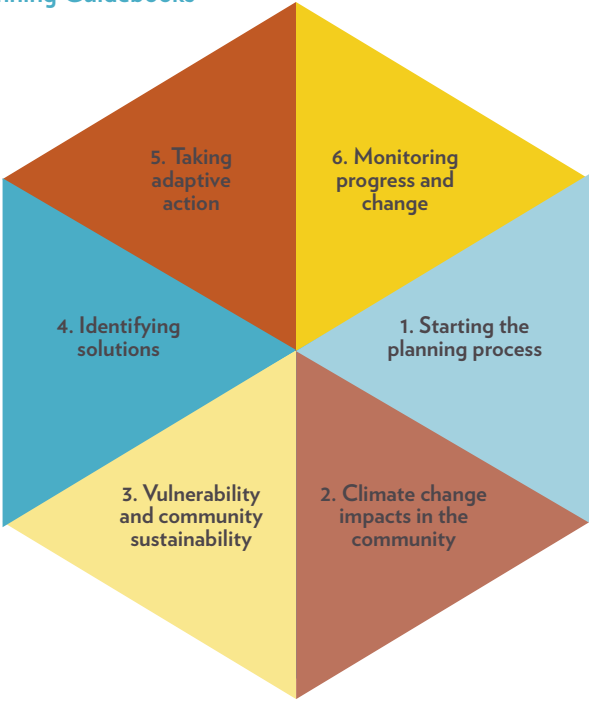 Guidebooks
5. Taking
adaptive
action
6. Monitoring
progress and
change
4. Identifying
solutions
1. Starting the
planning process
3. Vulnerability
and community
sustainability
2. Climate change
impacts in the
community